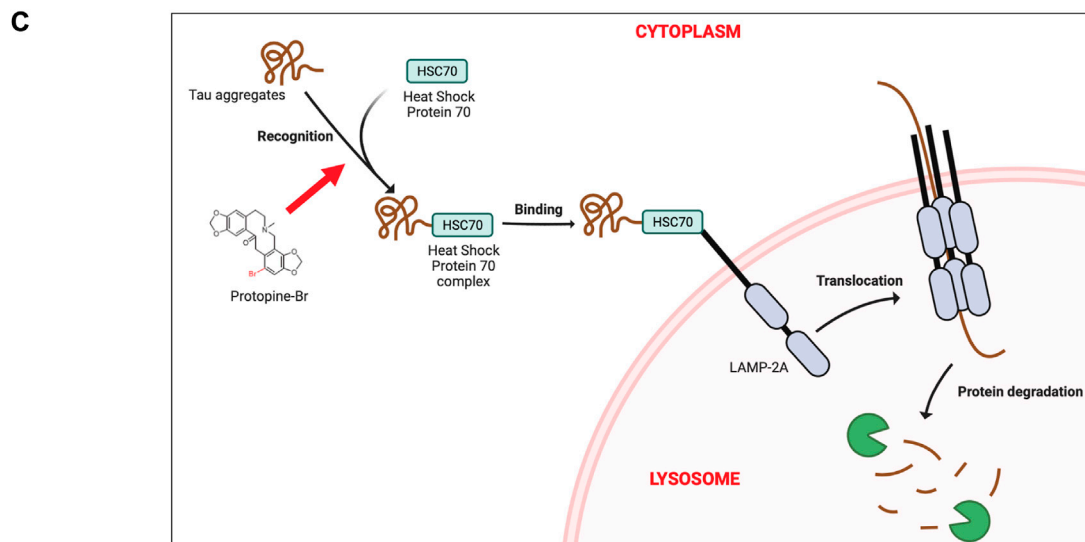 C
CYTOPLASM
HSC70
Tau aggregates
Heat Shock
Protein 70
Recognition
Protopine-Br
O
O
N
O
O
O
Br
HSC70
Heat Shock
Protein 70
complex
Binding
HSC70
LAMP-2A
Translocation
Protein degradation
LYSOSOME